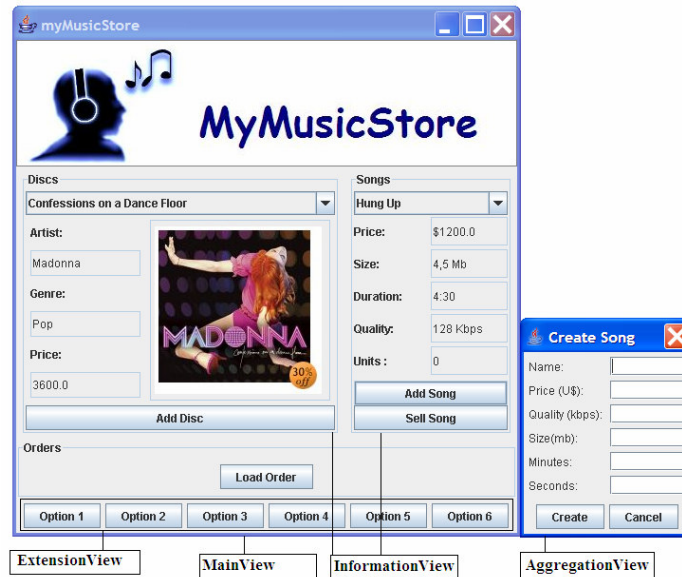 myMusicStore
MyMusicStore
Discs
Confessions on a Dance Floor
Artist:
Madonna
Genre:
Pop
Price:
3600.0
MADONNA
30%
off
Add Disc
Songs
Hung Up
Price: $1200.0
Size: 4,5 Mb
Duration: 4:30
Quality: 128 Kbps
Units : 0
Add Song
Sell Song
Orders
Load Order
Option 1 Option 2 Option 3 Option 4 Option 5 Option 6
Create Song
Name:
Price (U$):
Quality (kbps):
Size(mb):
Minutes:
Seconds:
Create Cancel
ExtensionView MainView InformationView AggregationView